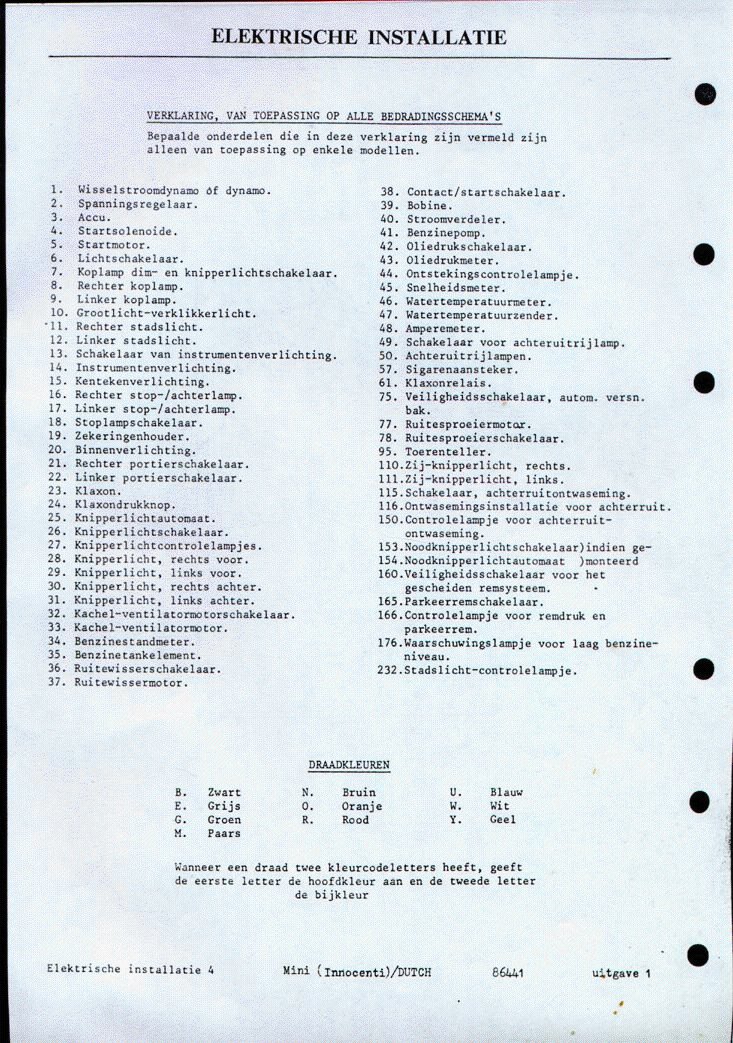 ELEKTRISCHE INSTALLATIE
VERKLARING, VAN TOEPASSING OP ALLE BEDRADINGSSCHEMA'S
Bepaalde onderdelen die in deze verklaring zijn vermeld zijn
alleen van toepassing op enkele modellen.
1. Wisselstroomdynamo óf dynamo.
2. Spanningsregelaar.
3. Accu.
4. Startsolenoide.
5. Startmotor.
6. Lichtschakelaar.
7. Koplamp dim- en knipperlichtschakelaar.
8. Rechter koplamp.
9. Linker koplamp.
10. Grootlicht-verklikkerlicht.
11. Rechter stadslicht.
12. Linker stadslicht.
13. Schakelaar van instrumentenverlichting.
14. Instrumentenverlichting.
15. Kentekenverlichting.
16. Rechter stop-/achterlamp.
17. Linker stop-/achterlamp.
18. Stoplampschakelaar.
19. Zekeringenhouder.
20. Binnenverlichting.
21. Rechter portierschakelaar.
22. Linker portierschakelaar.
23. Klaxon.
24. Klaxondrukknop.
25. Knipperlichtautomaat.
26. Knipperlichtschakelaar.
27. Knipperlichtcontrolelampjes.
28. Knipperlicht, rechts voor.
29. Knipperlicht, links voor.
30. Knipperlicht, rechts achter.
31. Knipperlicht, links achter.
32. Kachel-ventilatormotorschakelaar.
33. Kachel-ventilatormotor.
34. Benzinestandmeter.
35. Benzinetankelement.
36. Ruitewisserschakelaar.
37. Ruitewissermotor.
38. Contact/startschakelaar.
39. Bobine.
40. Stroomverdeler.
41. Benzinepomp.
42. Oliedrukschakelaar.
43. Oliedrukmeter.
44. Ontstekingscontrolelampje.
45. Snelheidsmeter.
46. Watertemperatuurmeter.
47. Watertemperatuurzender.
48. Amperemeter.
49. Schakelaar voor achteruitrijlamp.
50. Achteruitrijlampen.
57. Sigarenaansteker.
61. Klaxonrelais.
75. Veiligheidsschakelaar, autom. versn.
bak.
77. Ruitesproeiermotor.
78. Ruitesproeierschakelaar.
95. Toerenteller.
110.Zij-knipperlicht, rechts.
111.Zij-knipperlicht, links.
115.Schakelaar, achterruitontwaseming.
116.Ontwasemingsinstallatie voor achterruit.
150.Controlelampje voor achterruit-
ontwaseming.
153.Noodknipperlichtschakelaar)indien ge-
154.Noodknipperlichtautomaat )monteerd
160.Veiligheidsschakelaar voor het
gescheiden remsysteem.
165.Parkeerremschakelaar.
166.Controlelampje voor remdruk en
parkeerrem.
176.Waarschuwingslampje voor laag benzine-
niveau.
232.Stadslicht-controlelampje.
DRAADKLEUREN
B. Zwart N. Bruin U. Blauw
E. Grijs O. Oranje W. Wit
G. Groen R. Rood Y. Geel
M. Paars
Wanneer een draad twee kleurcodeletters heeft, geeft
de eerste letter de hoofdkleur aan en de tweede letter
de bijkleur
Elektrische installatie 4 Mini (Innocenti)/DUTCH 86441 uitgave 1